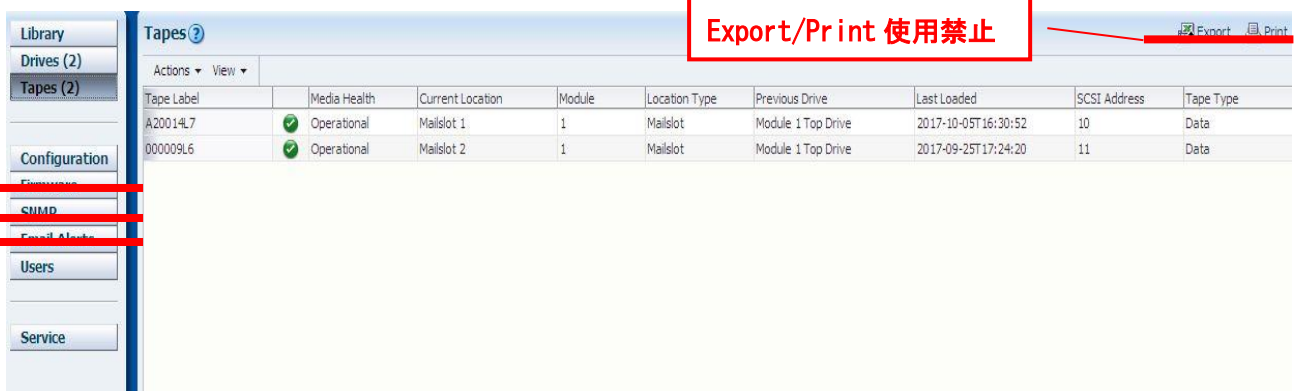 Library
Drives (2)
Tapes (2)
Configuration
Firmware
SNMP
Email Alerts
Users
Service
Tapes ?
Export/Print 使用禁止
Export Print
Actions View
Tape Label Media Health Current Location Module Location Type Previous Drive Last Loaded SCSI Address Tape Type
A20014L7 Operational Mailslot 1 1 Mailslot Module 1 Top Drive 2017-10-05T16:30:52 10 Data
000009L6 Operational Mailslot 2 1 Mailslot Module 1 Top Drive 2017-09-25T17:24:20 11 Data